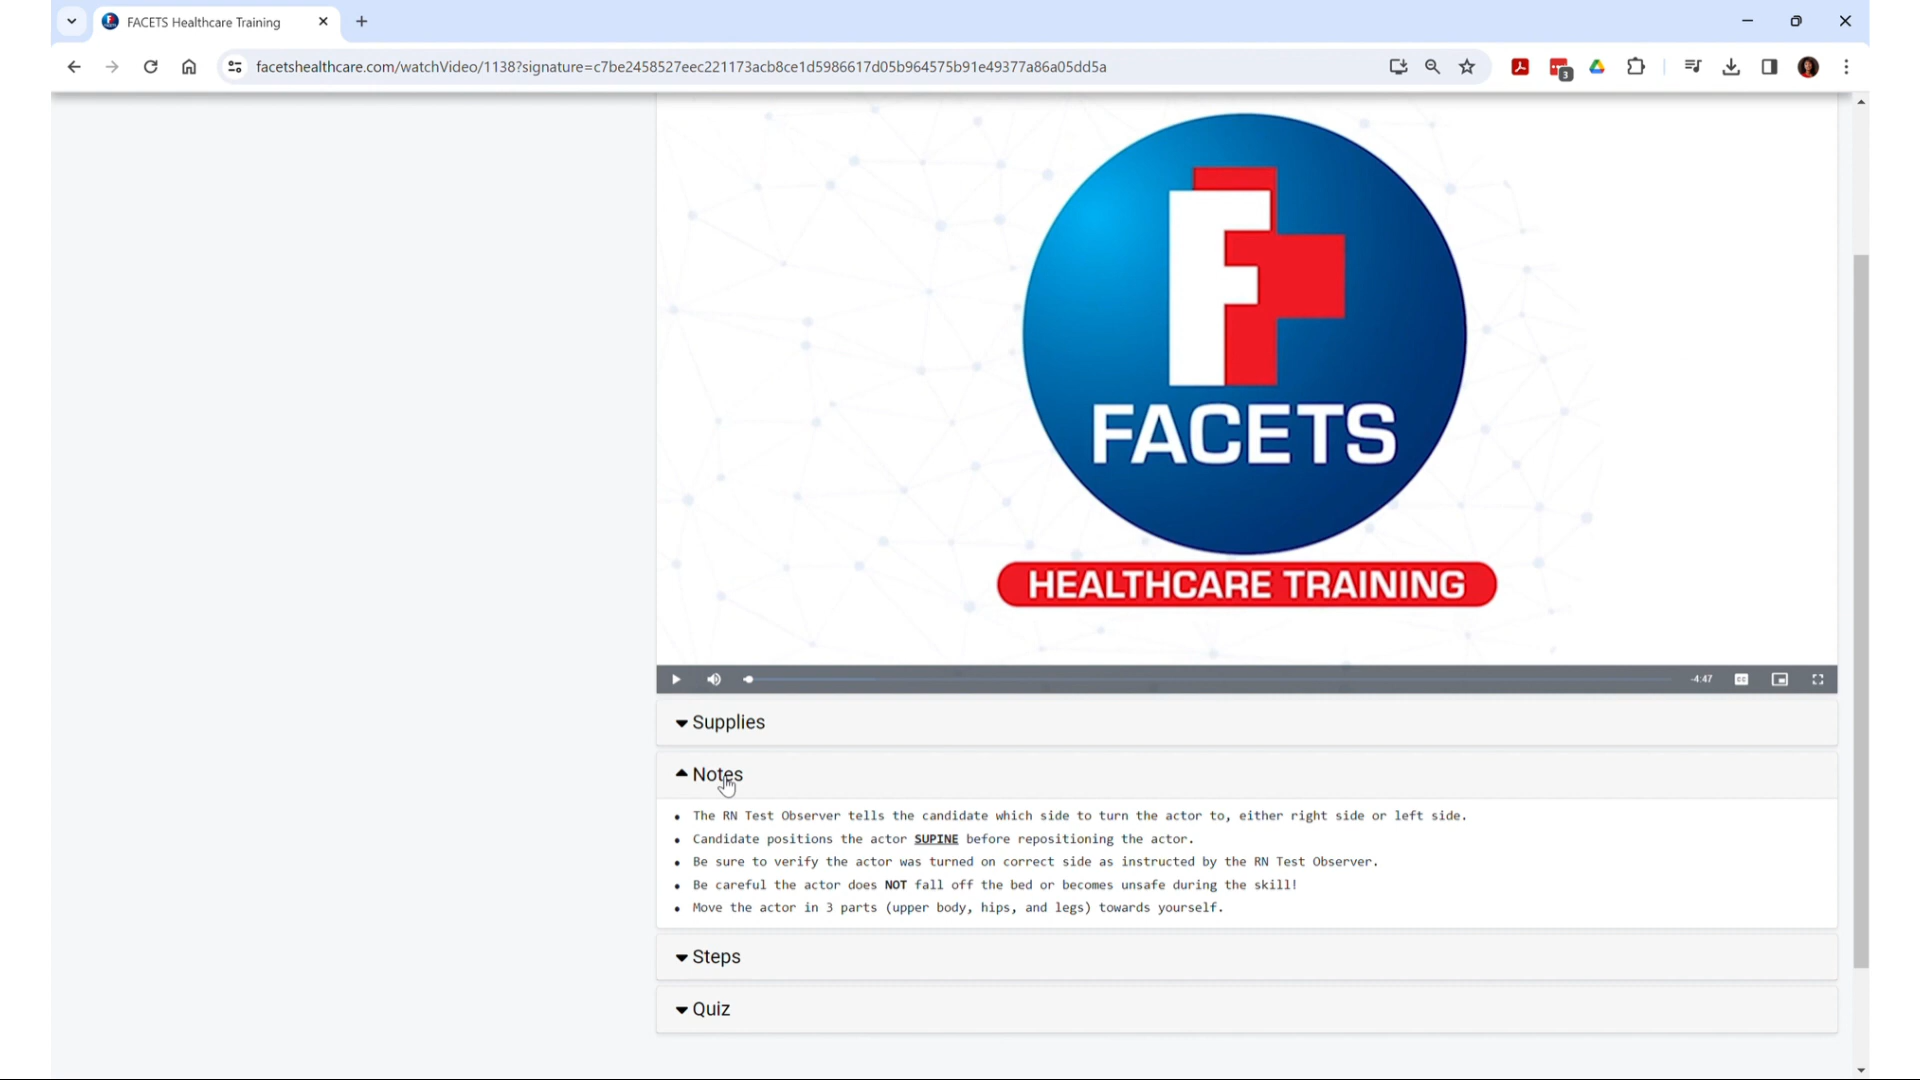 FACETS Healthcare Training
facetshealthcare.com/watchVideo/1138?signature=c7be2458527eec221173acb8ce1d5986617d05b964575b91e49377a86a05dd5a
3
F
FACETS
HEALTHCARE TRAINING
-4:47
CC
Supplies
Notes
• The RN Test Observer tells the candidate which side to turn the actor to, either right side or left side.
• Candidate positions the actor SUPINE before repositioning the actor.
• Be sure to verify the actor was turned on correct side as instructed by the RN Test Observer.
• Be careful the actor does NOT fall off the bed or becomes unsafe during the skill!
• Move the actor in 3 parts (upper body, hips, and legs) towards yourself.
Steps
Quiz